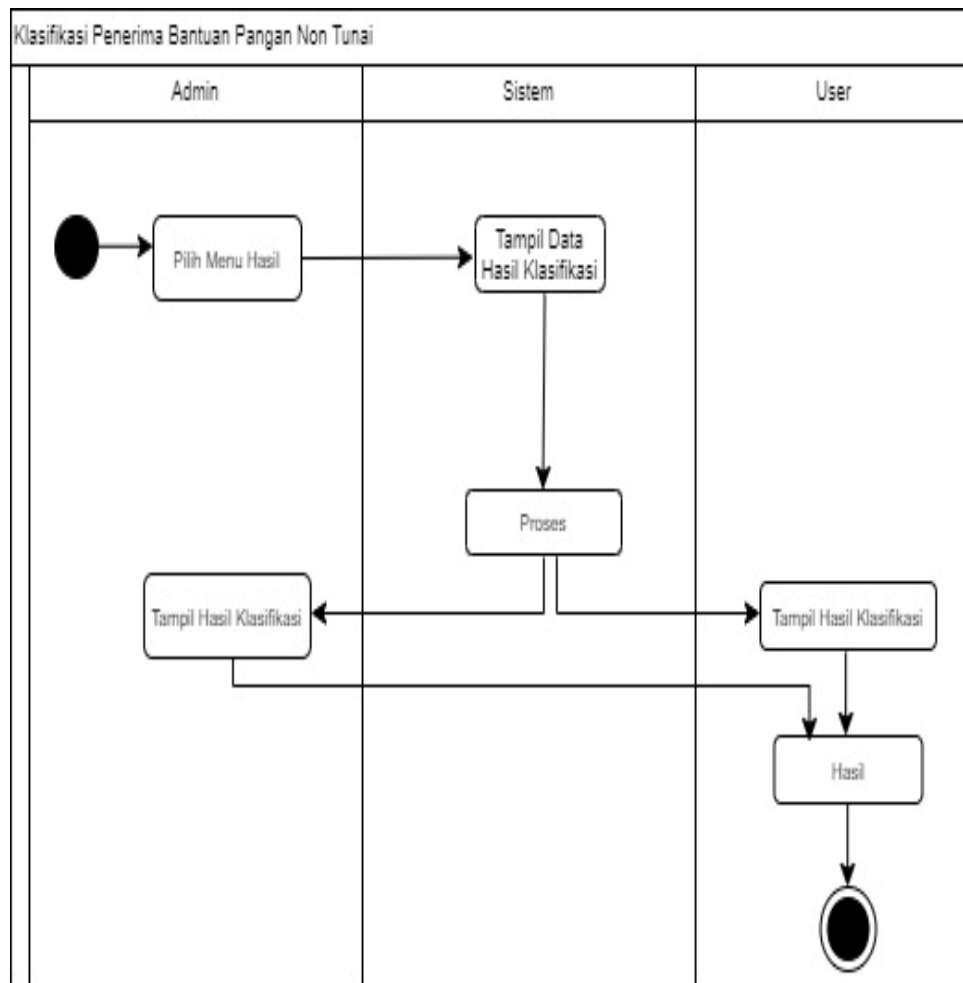 Klasifikasi Penerima Bantuan Pangan Non Tunai
Admin
Sistem
User
Pilih Menu Hasil
Tampil Data
Hasil Klasifikasi
Proses
Tampil Hasil Klasifikasi
Tampil Hasil Klasifikasi
Hasil